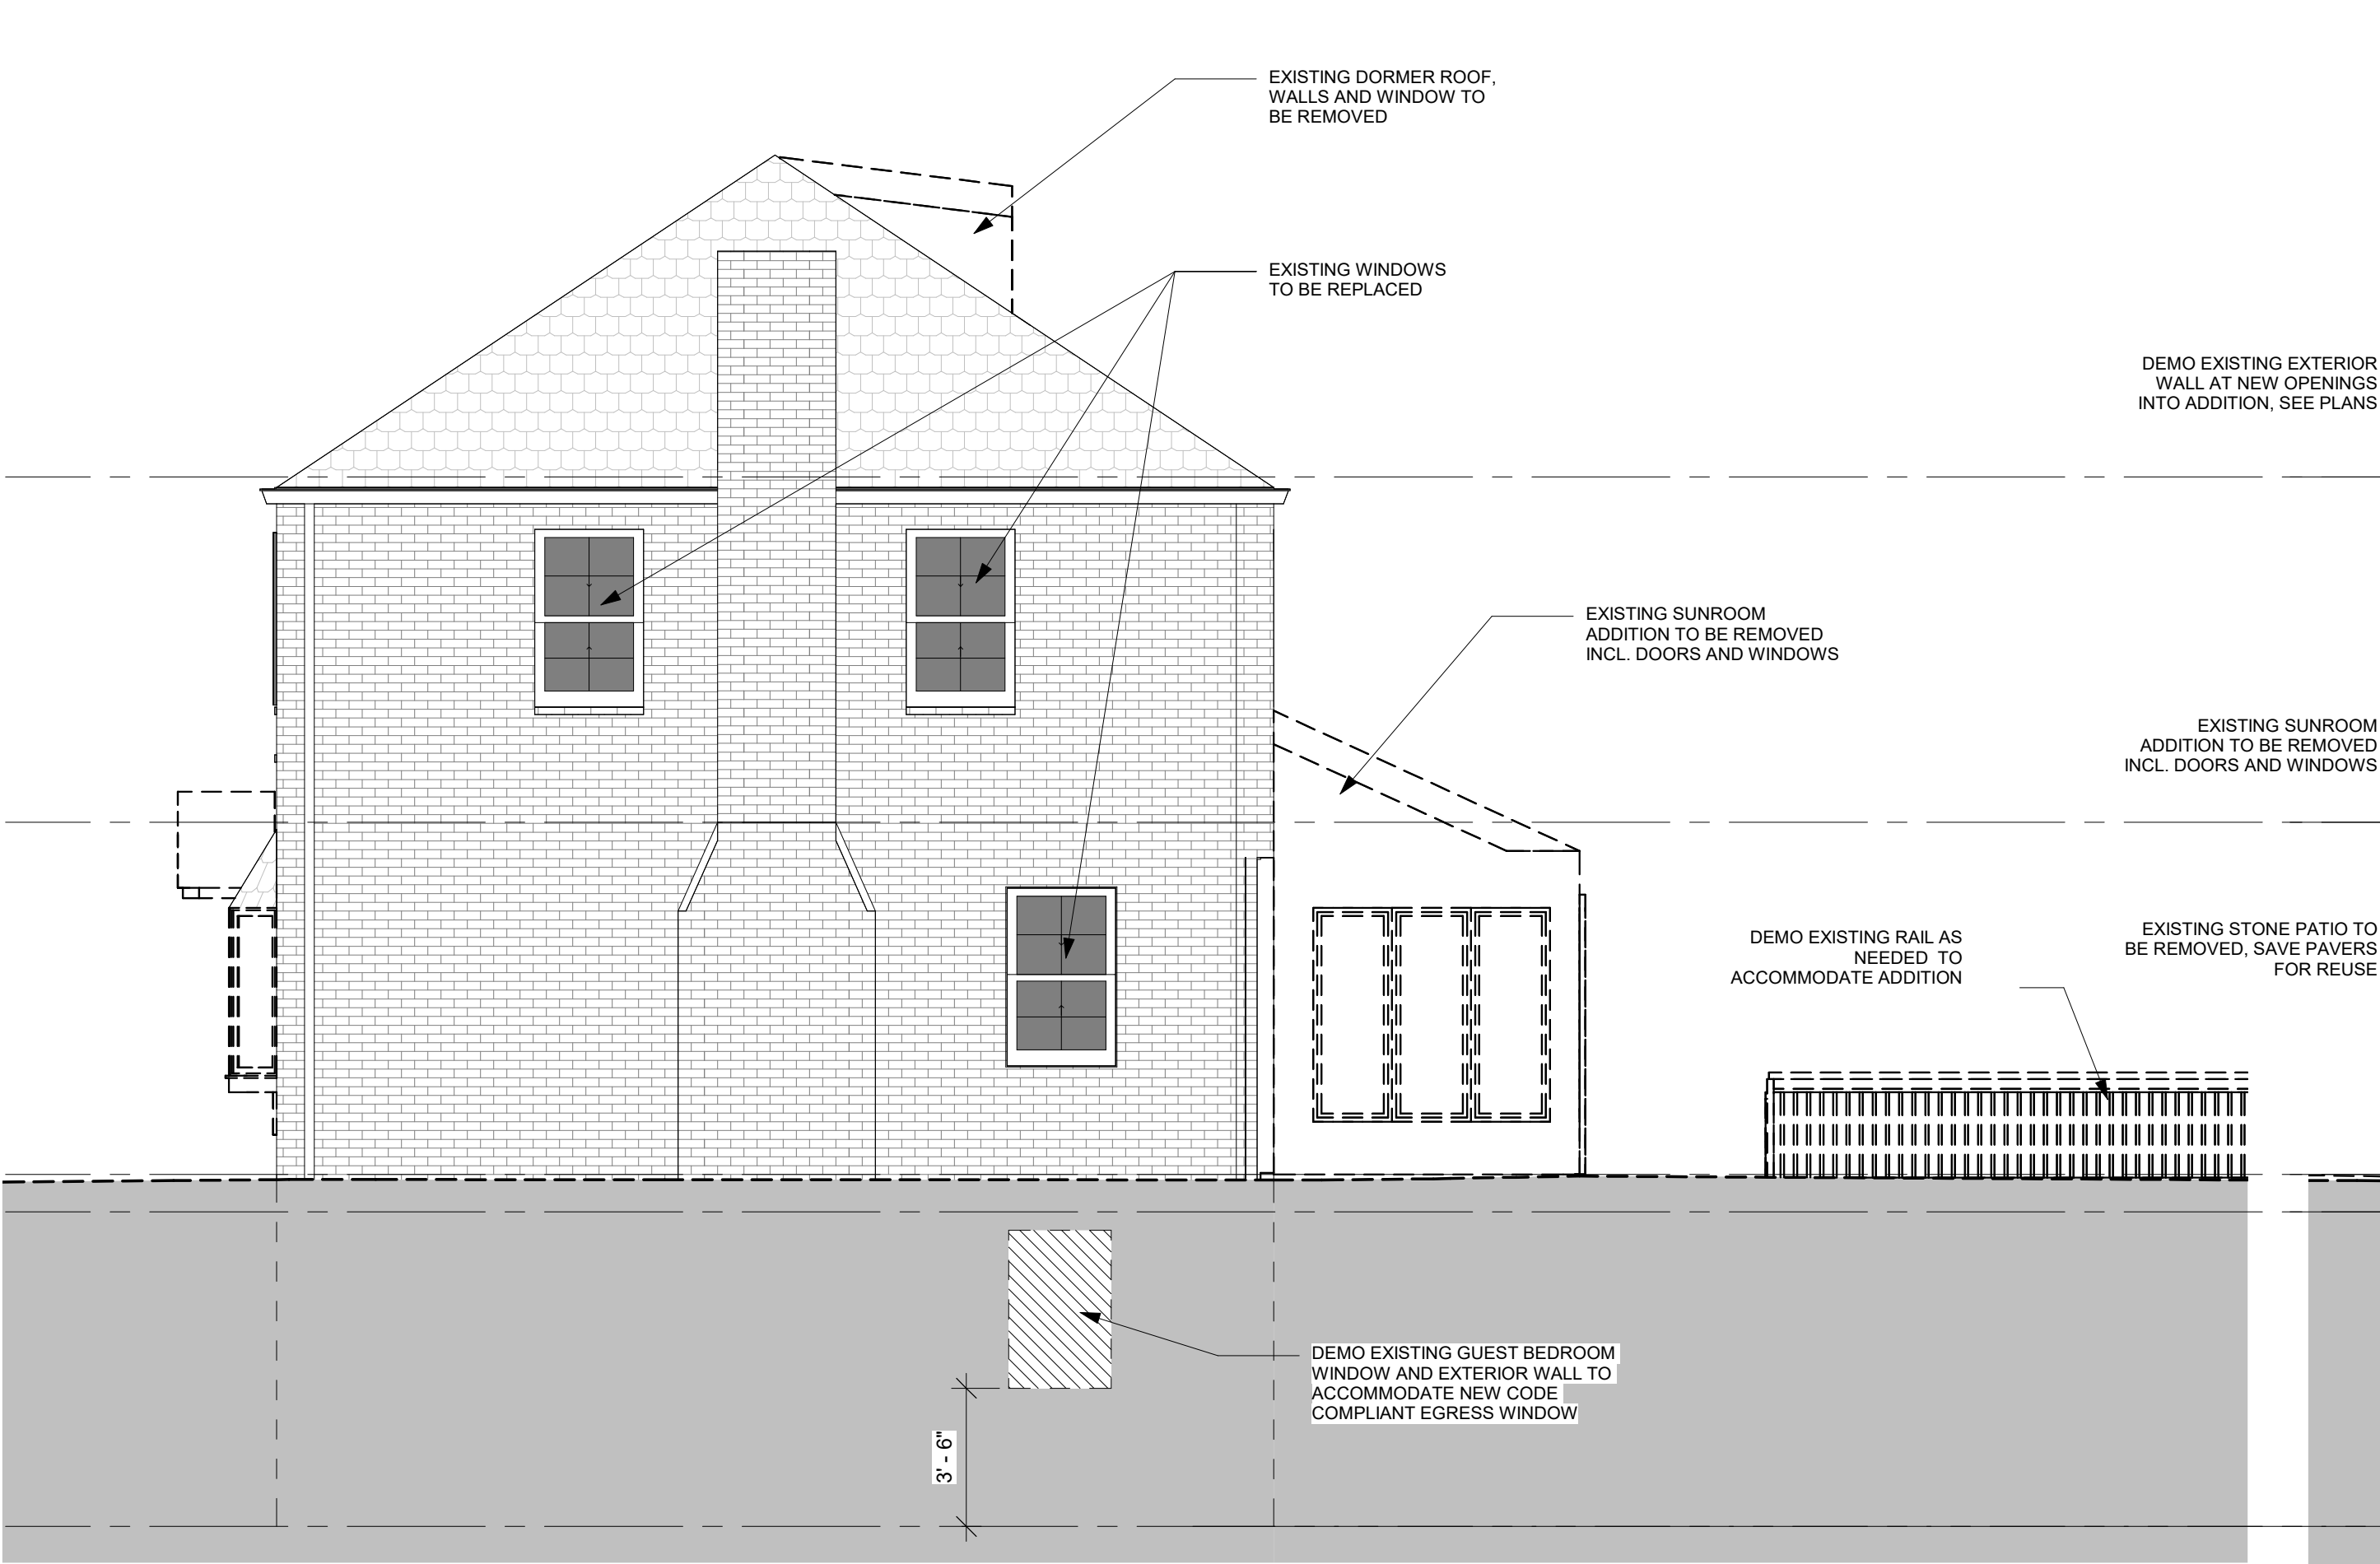 EXISTING DORMER ROOF,
WALLS AND WINDOW TO
BE REMOVED
EXISTING WINDOWS
TO BE REPLACED
DEMO EXISTING EXTERIOR
WALL AT NEW OPENINGS
INTO ADDITION, SEE PLANS
EXISTING SUNROOM
ADDITION TO BE REMOVED
INCL. DOORS AND WINDOWS
EXISTING SUNROOM
ADDITION TO BE REMOVED
INCL. DOORS AND WINDOWS
DEMO EXISTING RAIL AS
NEEDED TO
ACCOMMODATE ADDITION
EXISTING STONE PATIO TO
BE REMOVED, SAVE PAVERS
FOR REUSE
DEMO EXISTING GUEST BEDROOM
WINDOW AND EXTERIOR WALL TO
ACCOMMODATE NEW CODE
COMPLIANT EGRESS WINDOW
3' - 6"